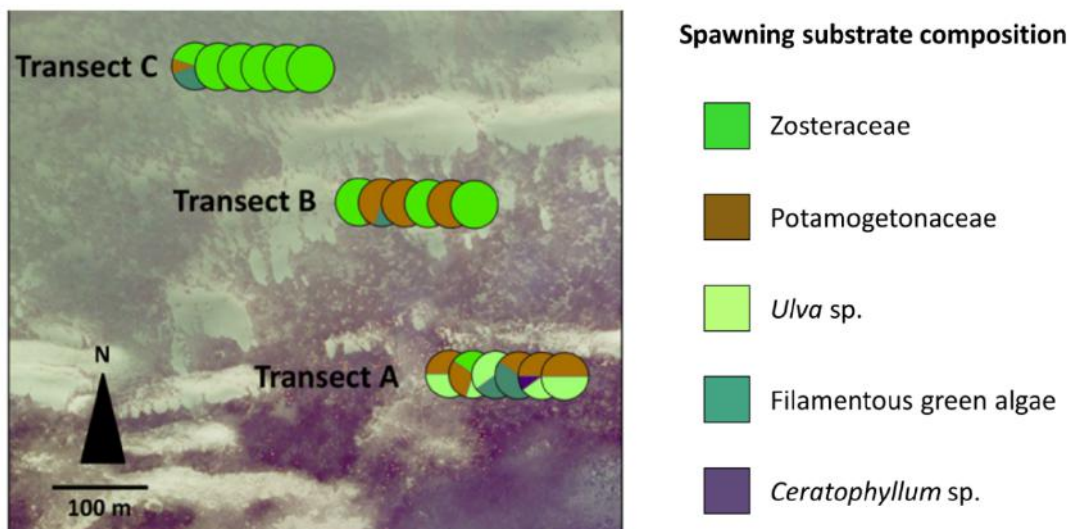 Spawning substrate composition
Transect C
Zosteraceae
Transect B
Potamogetonaceae
Ulva sp.
N
Transect A
Filamentous green algae
100 m
Ceratophyllum sp.